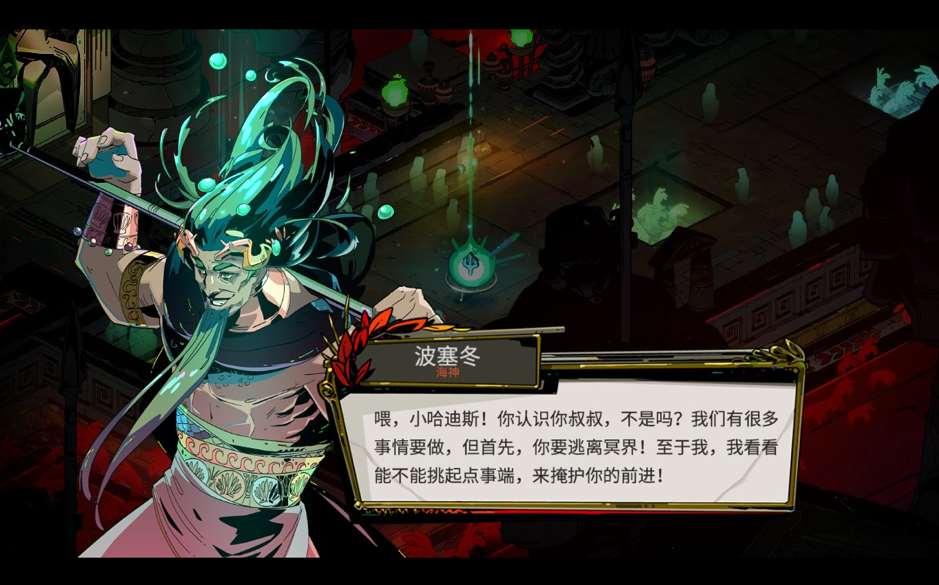 波塞冬
海神
喂，小哈迪斯！你认识你叔叔，不是吗？我们有很多
事情要做，但首先，你要逃离冥界！至于我，我看看
能不能挑起点事端，来掩护你的前进！